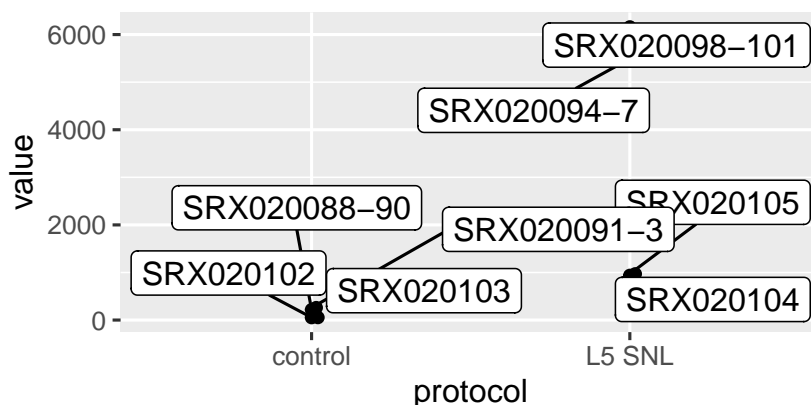 6000
SRX020098−101
SRX020094−7
4000
value
SRX020105
SRX020088−90
2000
SRX020091−3
SRX020102
SRX020103
SRX020104
0
control
L5 SNL
protocol